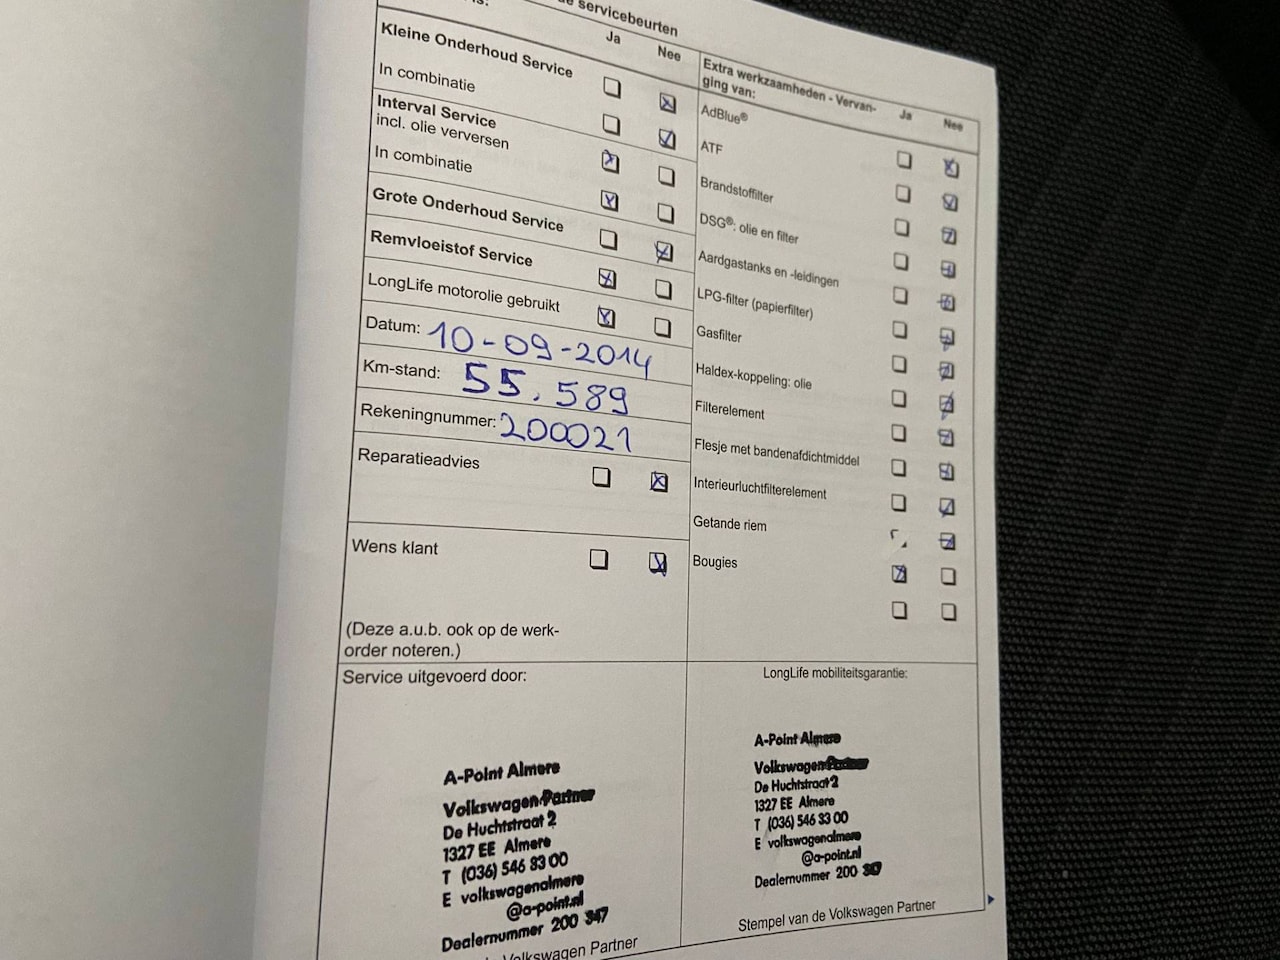 servicebeurten
Ja Nee
Kleine Onderhoud Service
In combinatie
Interval Service
incl. olie verversen
In combinatie
Grote Onderhoud Service
Remvloeistof Service
LongLife motorolie gebruikt
Datum: 10-09-2014
Km-stand: 55.589
Rekeningnummer: 200021
Reparatieadvies
Wens klant
(Deze a.u.b. ook op de werk-
order noteren.)
Extra werkzaamheden - Vervan-
ging van:
Ja Nee
AdBlue®
ATF
Brandstoffilter
DSG®: olie en filter
Aardgastanks en -leidingen
LPG-filter (papierfilter)
Gasfilter
Haldex-koppeling: olie
Filterelement
Flesje met bandenafdichtmiddel
Interieurluchtfilterelement
Getande riem
Bougies
Service uitgevoerd door:
A-Point Almere
Volkswagen Partner
De Huchtstraat 2
1327 EE Almere
T (036) 546 33 00
E volkswagenalmere
@a-point.nl
Dealernummer 200 347
Volkswagen Partner
LongLife mobiliteitsgarantie:
A-Point Almere
Volkswagen Partner
De Huchtstraat 2
1327 EE Almere
T (036) 546 33 00
E volkswagenalmere
@a-point.nl
Dealernummer 200
Stempel van de Volkswagen Partner